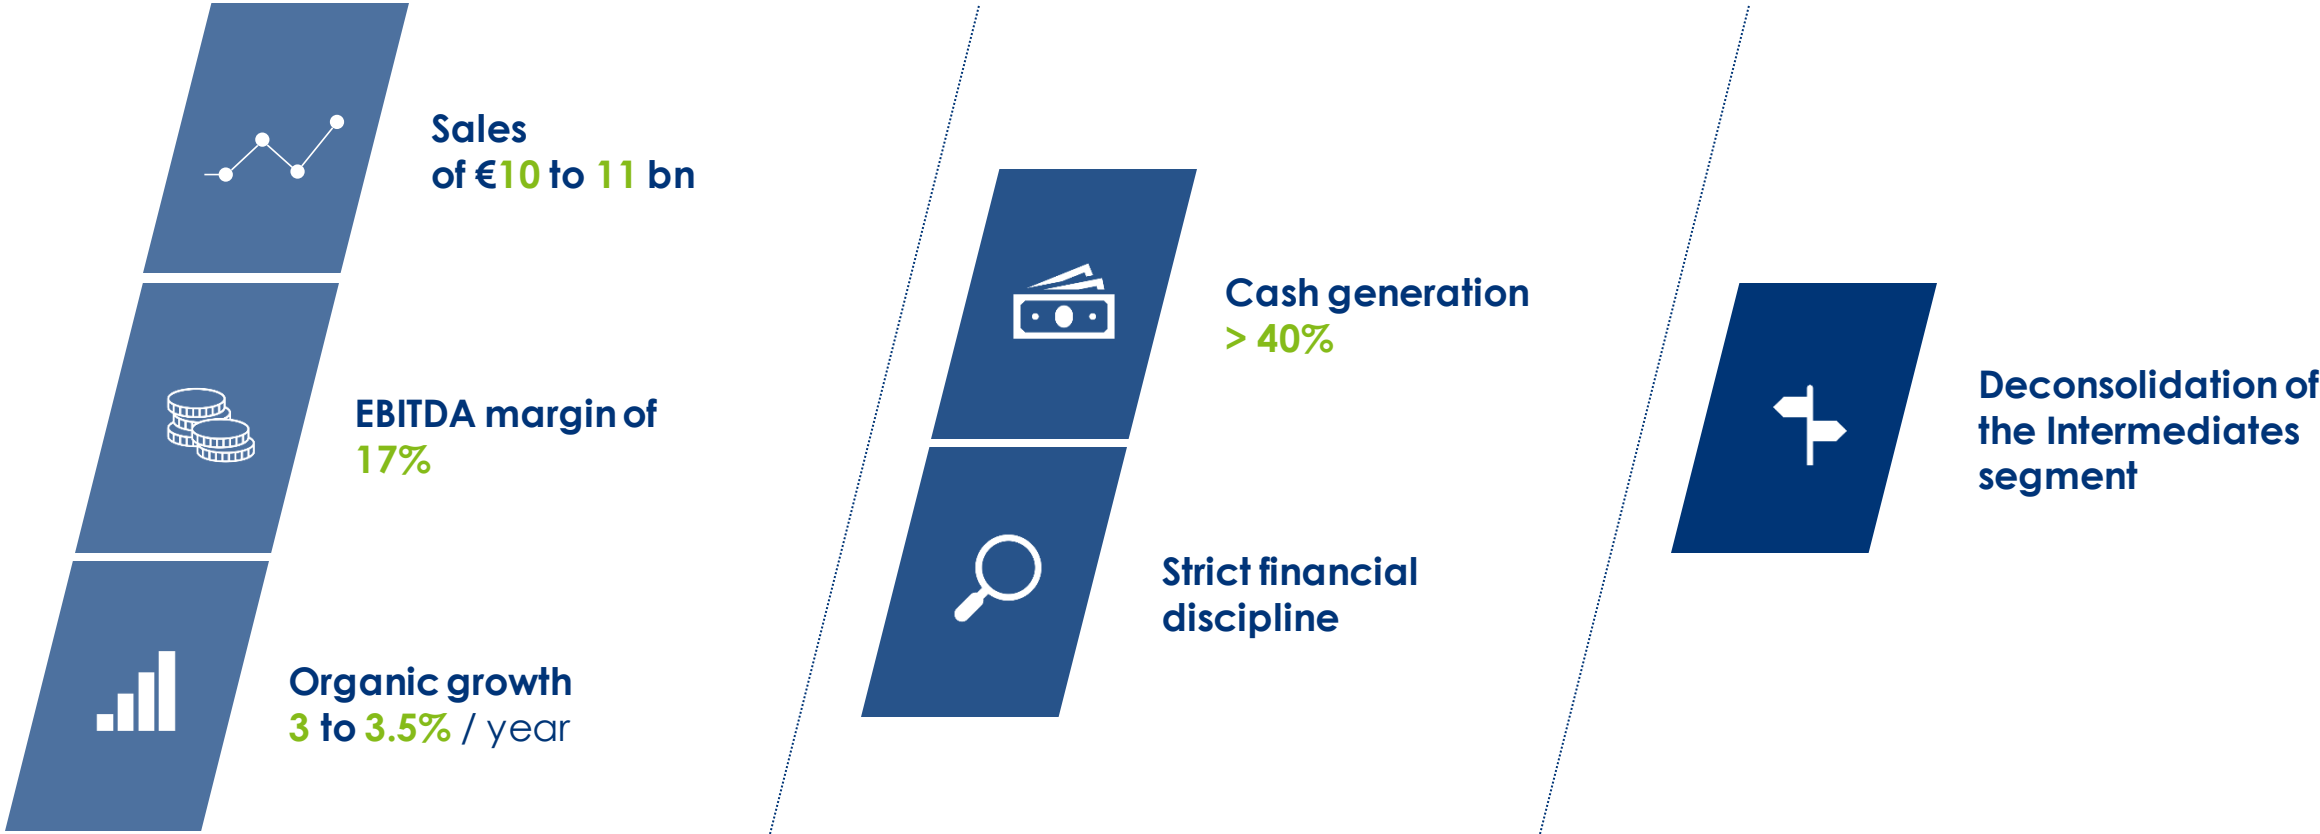 Sales
of €10 to 11 bn
EBITDA margin of
17%
Organic growth
3 to 3.5% / year
Cash generation
> 40%
Strict financial
discipline
Deconsolidation of
the Intermediates
segment